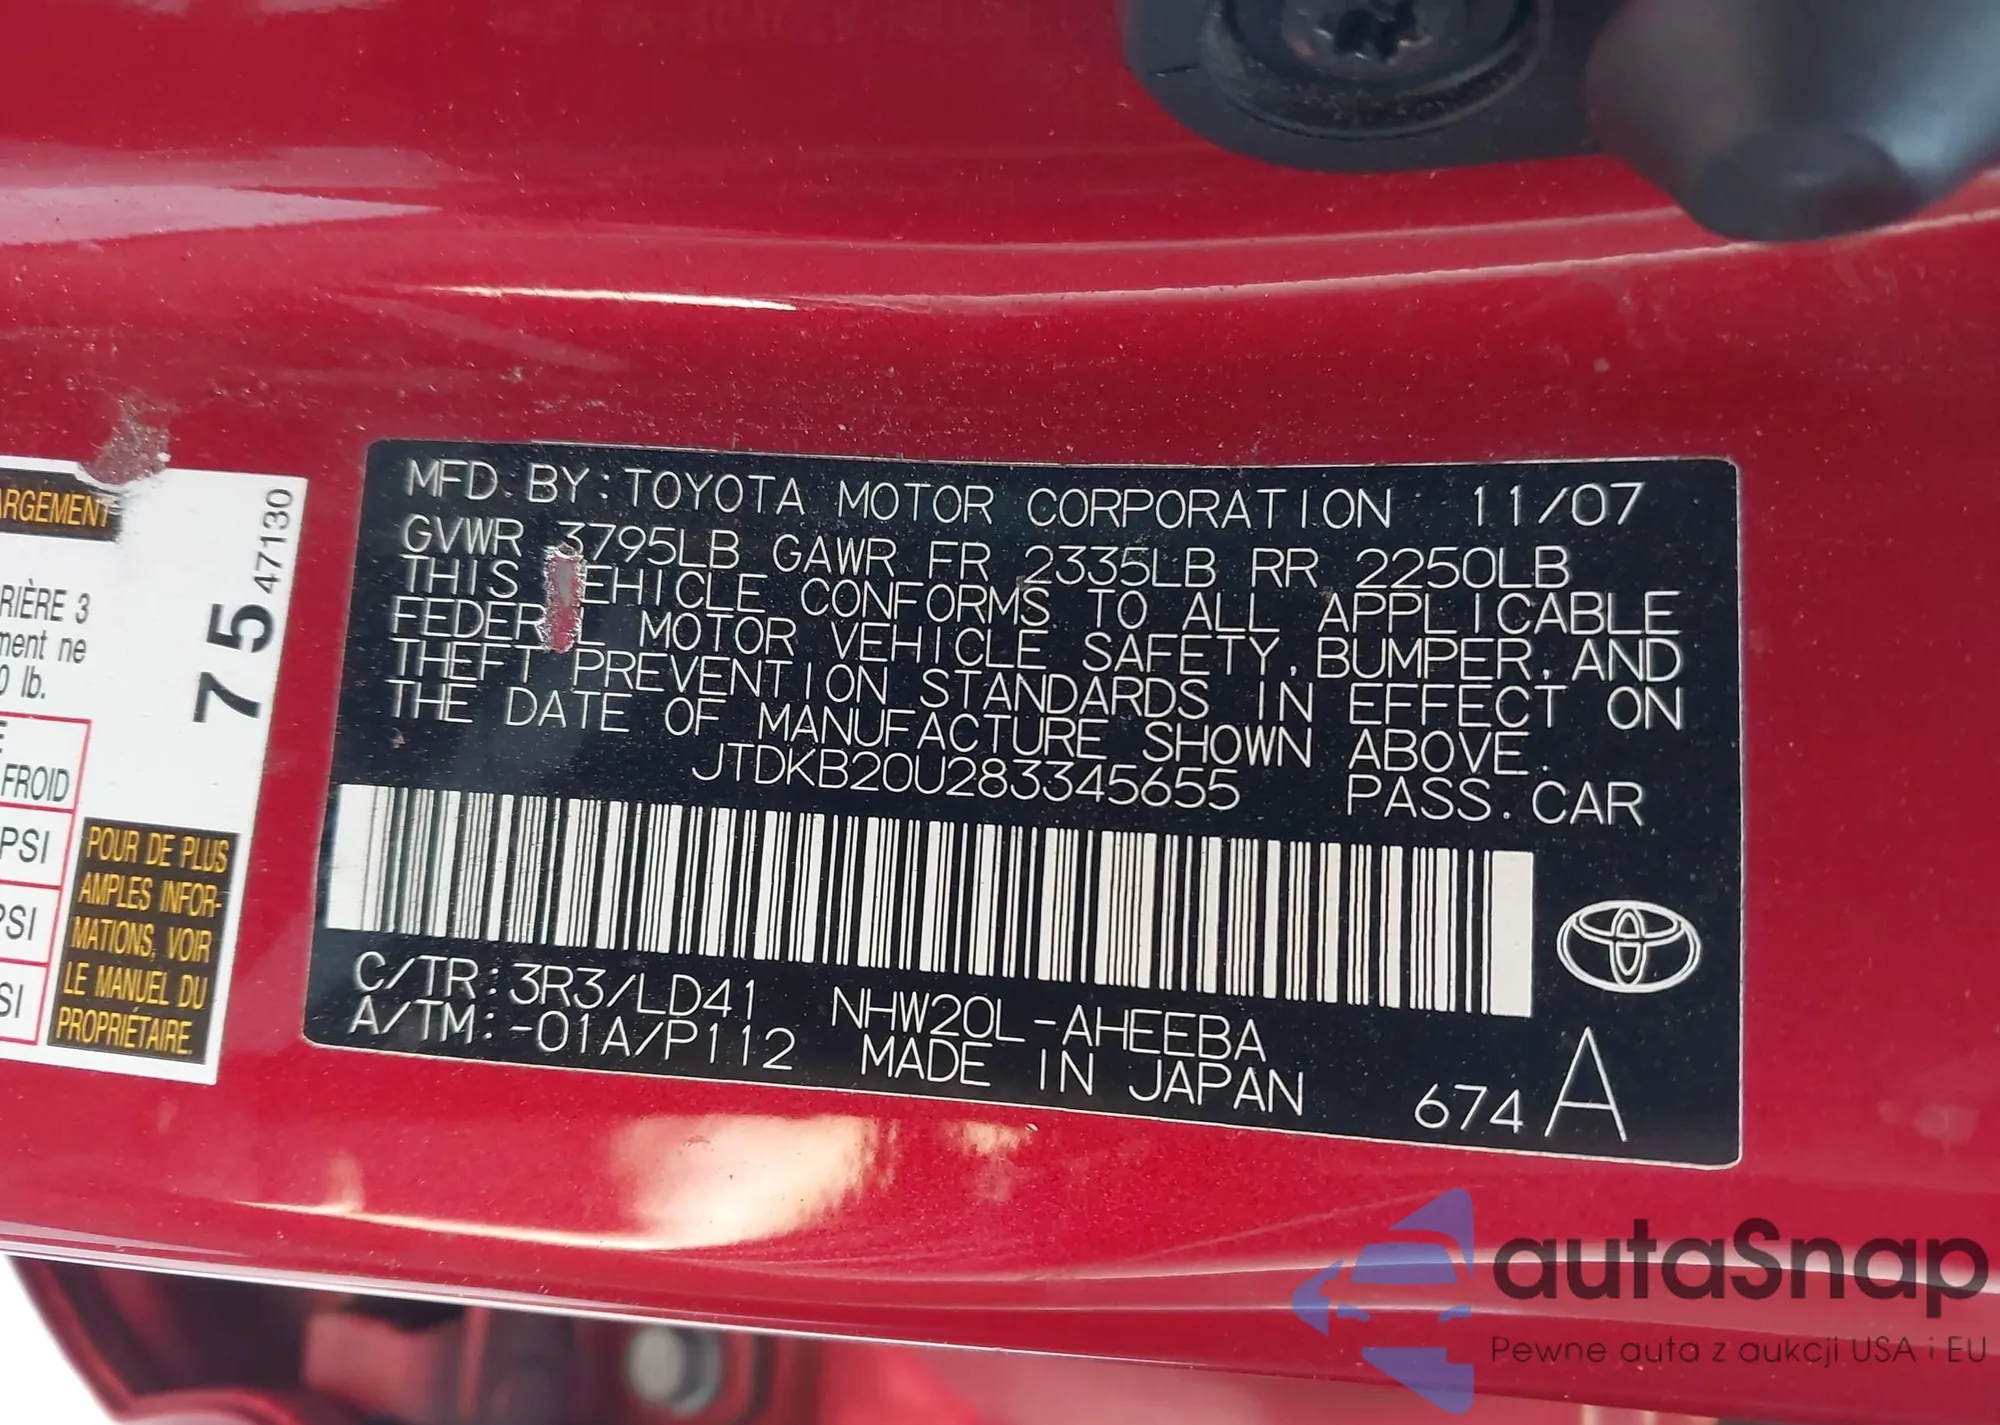 ARGEMENT
RIÈRE 3
ment ne
0 lb.
FROID
PSI
PSI
SI
POUR DE PLUS
AMPLES INFOR-
MATIONS, VOIR
LE MANUEL DU
PROPRIÉTAIRE.
75
47130
MFD. BY: TOYOTA MOTOR CORPORATION 11/07
GVWR 3795LB GAWR FR 2335LB RR 2250LB
THIS EHICLE CONFORMS TO ALL APPLICABLE
FEDER L MOTOR VEHICLE SAFETY, BUMPER, AND
THEFT PREVENTION STANDARDS IN EFFECT ON
THE DATE OF MANUFACTURE SHOWN ABOVE.
JTDKB20U283345655 PASS. CAR
C/TR: 3R3/LD41 NHW20L-AHEEBA
A/TM: -01A/P112 MADE IN JAPAN 674 A
autaSnap
Pewne auta z aukcji USA i EU